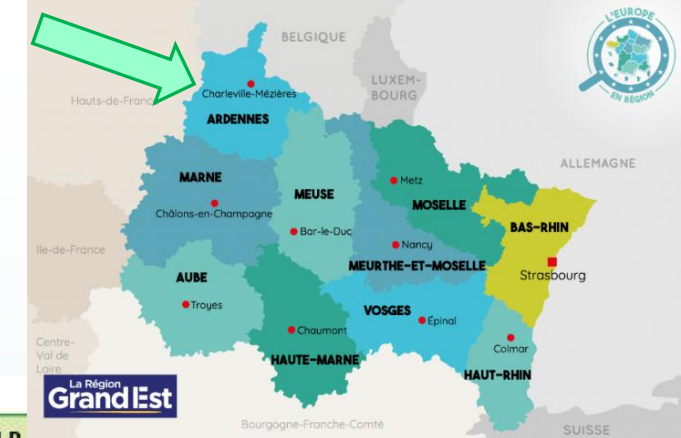 L'EUROPE
EN RÉGION
BELGIQUE
LUXEM-
BOURG
Hauts-de-Franc
Charleville-Mézières
ARDENNES
ALLEMAGNE
MARNE
Metz
MEUSE
MOSELLE
Châlons-en-Champagne
BAS-RHIN
Bar-le-Duc
Nancy
Ile-de-France
MEURTHE-ET-MOSELLE
AUBE
Strasbourg
Troyes
VOSGES
Épinal
Chaumont
Centre-
Val de
Loire
Colmar
HAUTE-MARNE
HAUT-RHIN
La Région
Grand Est
Bourgogne-Franche-Comté
SUISSE